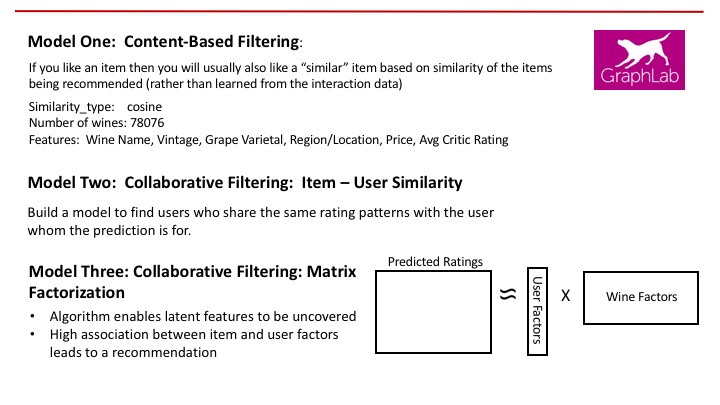 Model One:  Content-Based Filtering:
If you like an item then you will usually also like a “similar” item based on similarity of the items
being recommended (rather than learned from the interaction data)
GraphLab
Similarity_type:    cosine
Number of wines: 78076
Features:  Wine Name, Vintage, Grape Varietal, Region/Location, Price, Avg Critic Rating
Model Two:  Collaborative Filtering:  Item – User Similarity
Build a model to find users who share the same rating patterns with the user
whom the prediction is for.
Model Three: Collaborative Filtering: Matrix
Factorization
• Algorithm enables latent features to be uncovered
• High association between item and user factors
leads to a recommendation
Predicted Ratings
≈
User Factors
X
Wine Factors